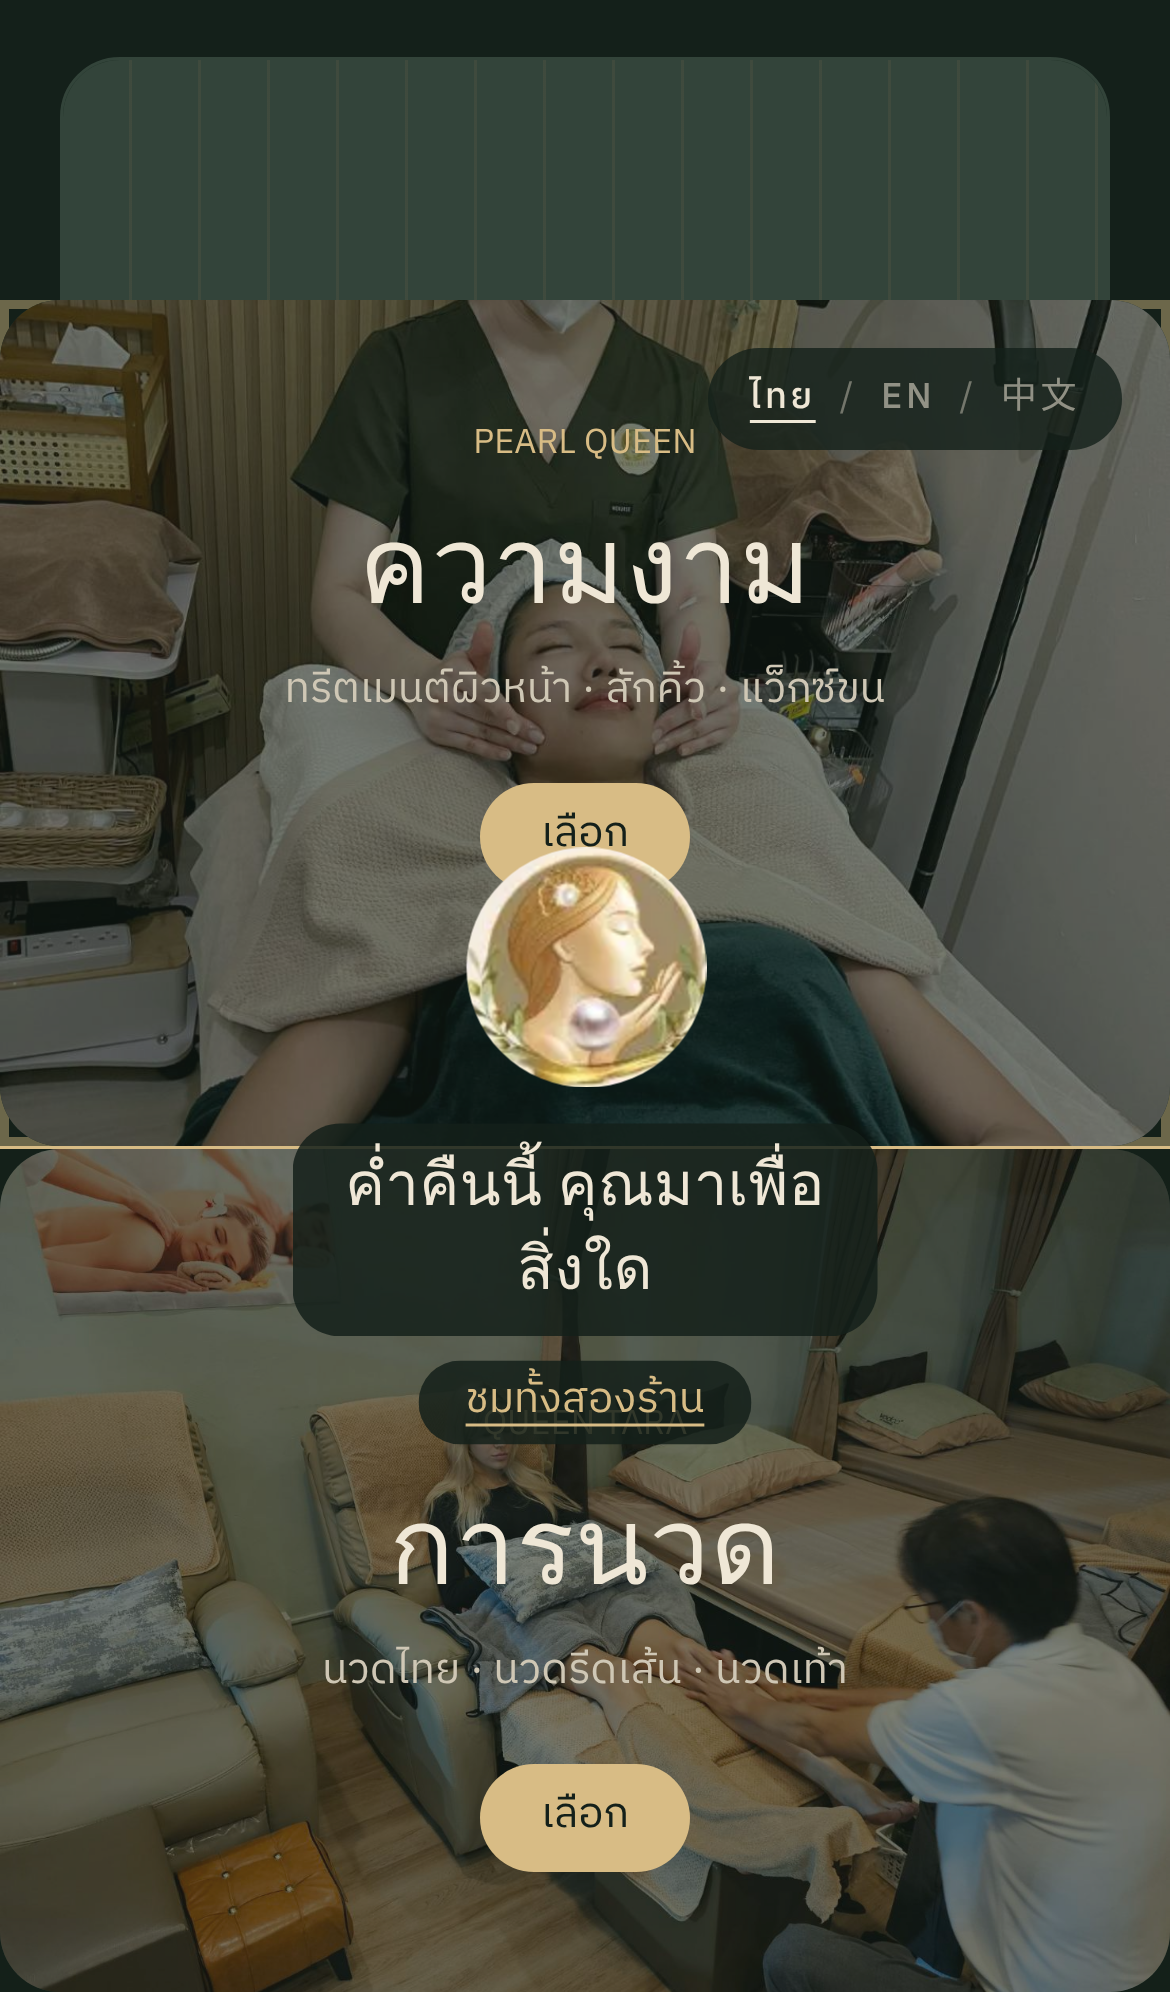 ไทย / EN / 中文
PEARL QUEEN
ความงาม
ทรีตเมนต์ผิวหน้า · สักคิ้ว · แว็กซ์ขน
เลือก
ค่ำคืนนี้ คุณมาเพื่อ
สิ่งใด
ชมทั้งสองร้าน
QUEEN TARA
การนวด
นวดไทย · นวดรีดเส้น · นวดเท้า
เลือก